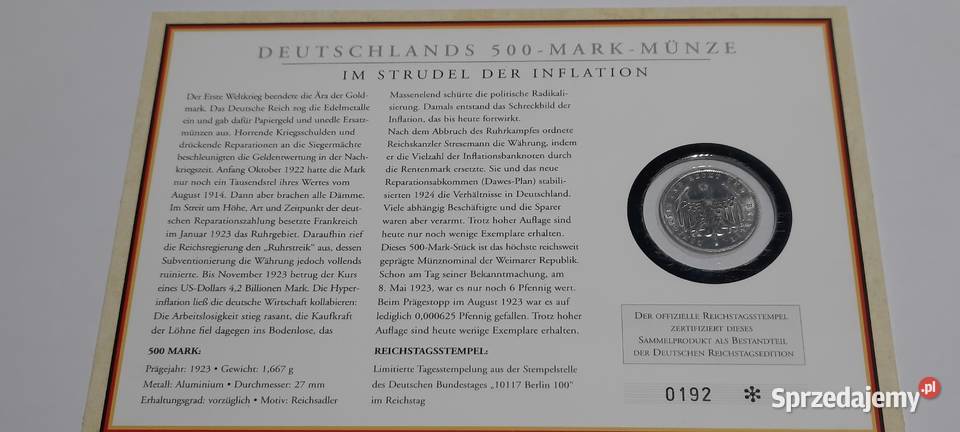 DEUTSCHLANDS 500-MARK-MÜNZE
IM STRUDEL DER INFLATION
Der Erste Weltkrieg beendete die Ära der Gold-
mark. Das Deutsche Reich zog die Edelmetalle
ein und gab dafür Papiergeld und unedle Ersatz-
münzen aus. Horrende Kriegsschulden und
drückende Reparationen an die Siegermächte
beschleunigten die Geldentwertung in der Nach-
kriegszeit. Anfang Oktober 1922 hatte die Mark
nur noch ein Tausendstel ihres Wertes vom
August 1914. Dann aber brachen alle Dämme.
Im Streit um Höhe, Art und Zeitpunkt der deut-
schen Reparationszahlung besetzte Frankreich
im Januar 1923 das Ruhrgebiet. Daraufhin rief
die Reichsregierung den „Ruhrstreik" aus, dessen
Subventionierung die Währung jedoch vollends
ruinierte. Bis November 1923 betrug der Kurs
eines US-Dollars 4,2 Billionen Mark. Die Hyper-
inflation ließ die deutsche Wirtschaft kollabieren:
Die Arbeitslosigkeit stieg rasant, die Kaufkraft
der Löhne fiel dagegen ins Bodenlose, das
Massenelend schürte die politische Radikali-
sierung. Damals entstand das Schreckbild der
Inflation, das bis heute fortwirkt.
Nach dem Abbruch des Ruhrkampfes ordnete
Reichskanzler Stresemann die Währung, indem
er die Vielzahl der Inflationsbanknoten durch
die Rentenmark ersetzte. Sie und das neue
Reparationsabkommen (Dawes-Plan) stabili-
sierten 1924 die Verhältnisse in Deutschland.
Viele abhängig Beschäftigte und die Sparer
waren aber verarmt. Trotz hoher Auflage sind
heute nur noch wenige Exemplare erhalten.
Dieses 500-Mark-Stück ist das höchste reichsweit
geprägte Münznominal der Weimarer Republik.
Schon am Tag seiner Bekanntmachung, am
8. Mai 1923, war es nur noch 6 Pfennig wert.
Beim Prägestopp im August 1923 war es auf
lediglich 0,000625 Pfennig gefallen. Trotz hoher
Auflage sind heute wenige Exemplare erhalten.
500 MARK:
Prägejahr: 1923 • Gewicht: 1,667 g
Metall: Aluminium • Durchmesser: 27 mm
Erhaltungsgrad: vorzüglich • Motiv: Reichsadler
REICHSTAGSSTEMPEL:
Limitierte Tagesstempelung aus der Stempelstelle
des Deutschen Bundestages „10117 Berlin 100"
im Reichstag
DER OFFIZIELLE REICHSTAGSSTEMPEL
ZERTIFIZIERT DIESES
SAMMELPRODUKT ALS BESTANDTEIL
DER DEUTSCHEN REICHSTAGSEDITION
0192 ✻
Sprzedajemy.pl